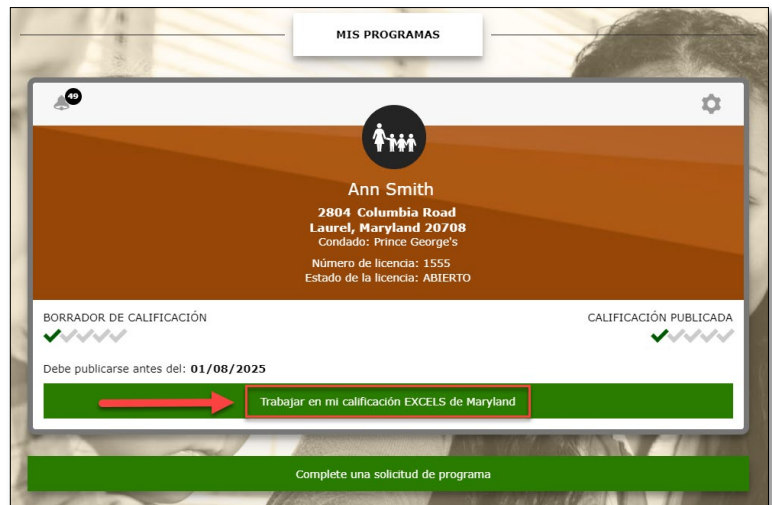 MIS PROGRAMAS
49
Ann Smith
2804 Columbia Road
Laurel, Maryland 20708
Condado: Prince George's
Número de licencia: 1555
Estado de la licencia: ABIERTO
BORRADOR DE CALIFICACIÓN
CALIFICACIÓN PUBLICADA
Debe publicarse antes del: 01/08/2025
Trabajar en mi calificación EXCELS de Maryland
Complete una solicitud de programa